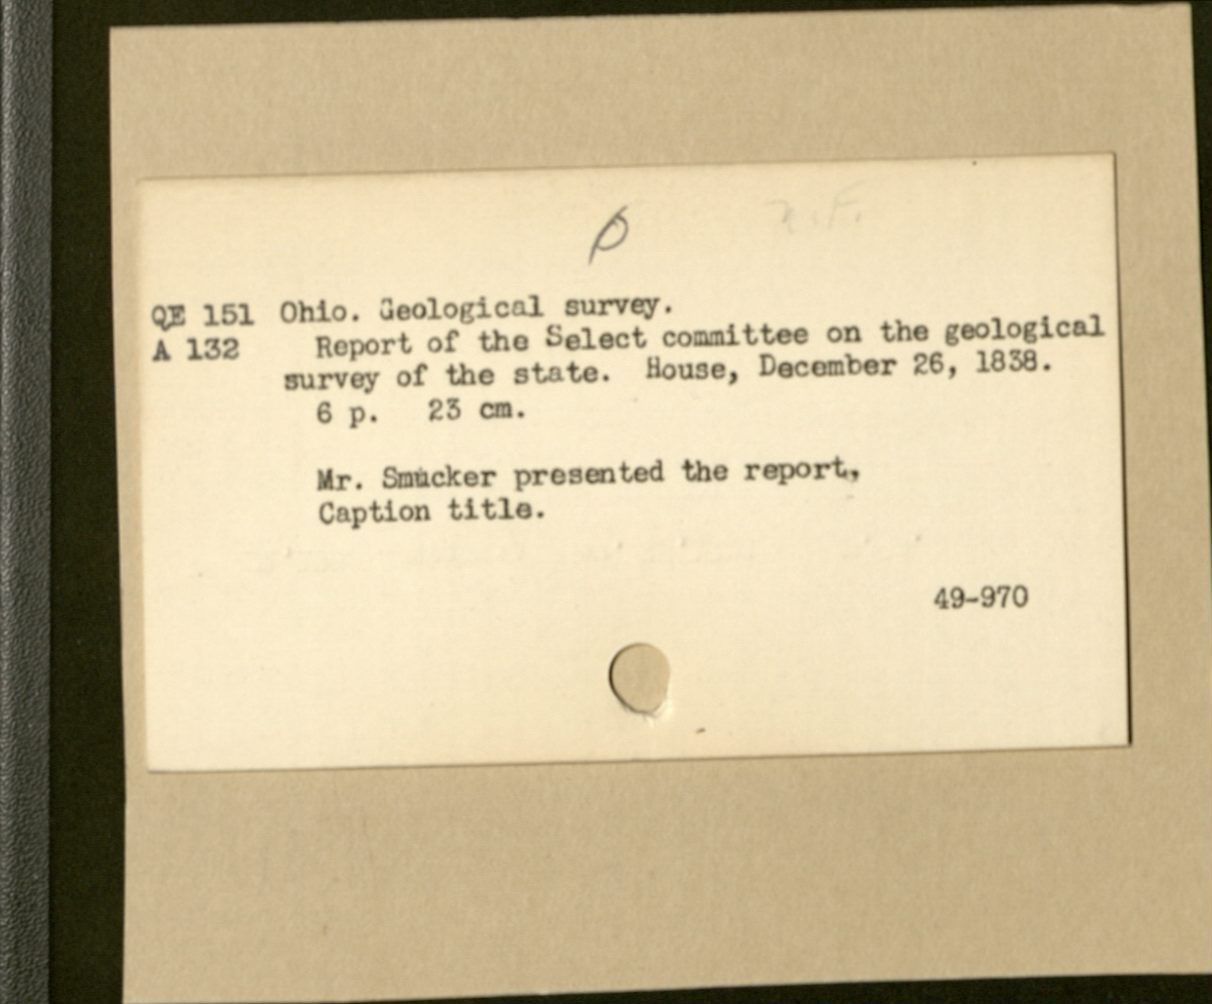 QE 151 Ohio. Geological survey.
A 132 Report of the Select committee on the geological
survey of the state. House, December 26, 1838.
6 p. 23 cm.
Mr. Smucker presented the report,
Caption title.
49-970